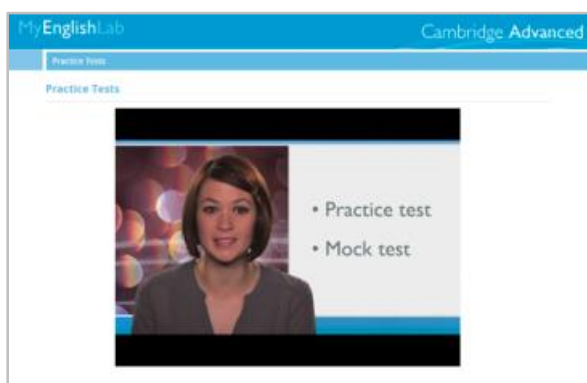 MyEnglishLab
Cambridge Advanced
Practice Tests
Practice Tests
• Practice test
• Mock test